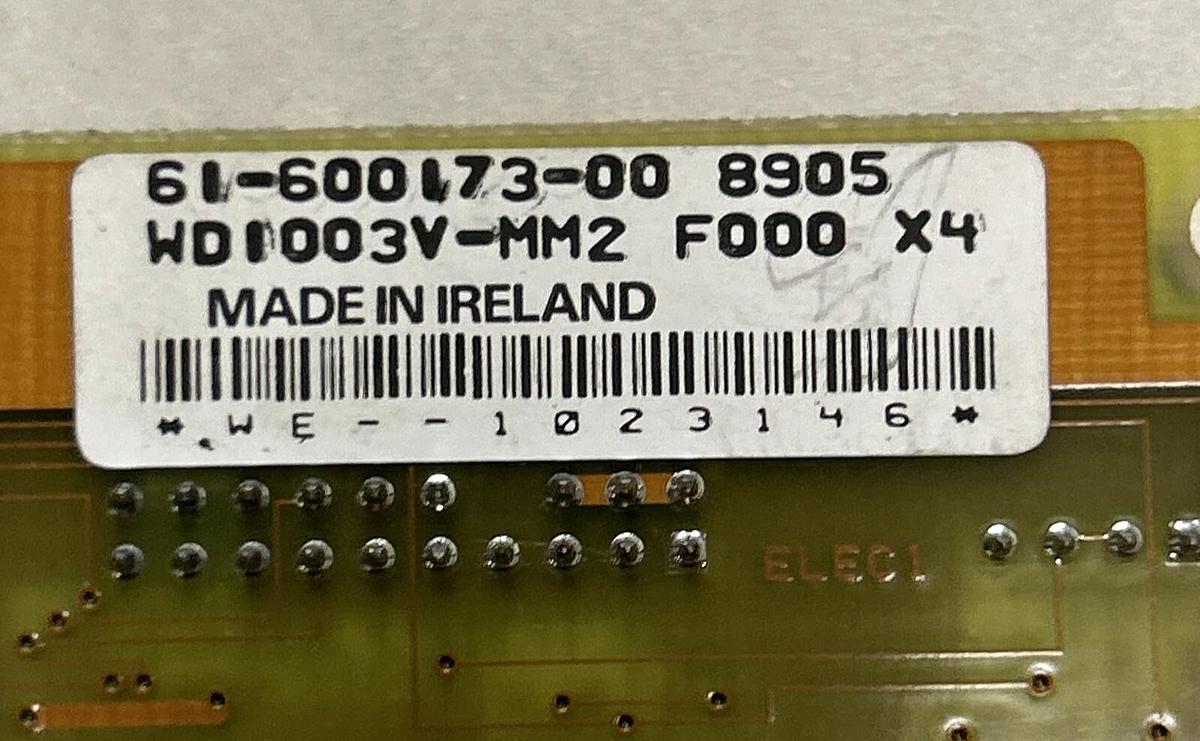 61-600173-00 8905
WD1003V-MM2 F000 X4
MADE IN IRELAND
*WE--1023146*
ELEC1